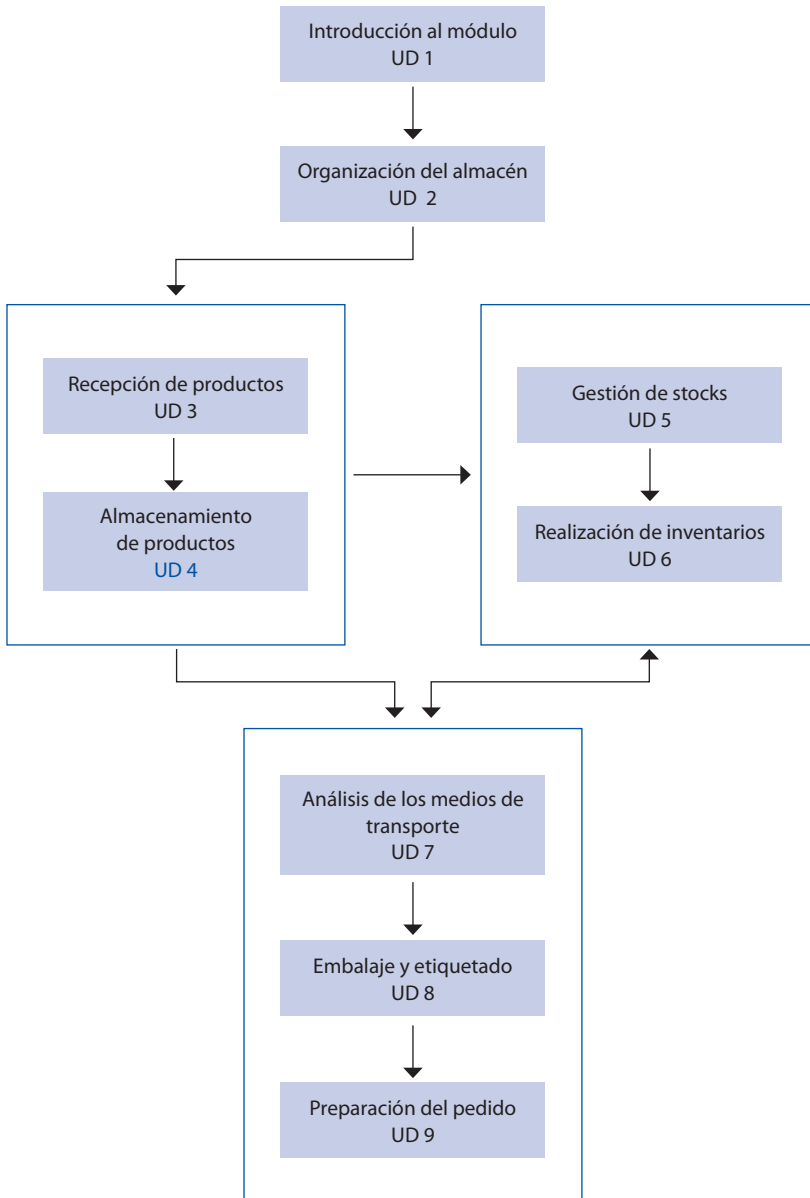 Introducción al módulo
UD 1
Organización del almacén
UD 2
Recepción de productos
UD 3
Almacenamiento
de productos
UD 4
Gestión de stocks
UD 5
Realización de inventarios
UD 6
Análisis de los medios de
transporte
UD 7
Embalaje y etiquetado
UD 8
Preparación del pedido
UD 9